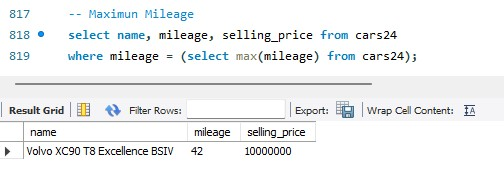 817 -- Maximun Mileage
818 select name, mileage, selling_price from cars24
819 where mileage = (select max(mileage) from cars24);
Result Grid Filter Rows: Export: Wrap Cell Content: IA
name mileage selling_price
Volvo XC90 T8 Excellence BSIV 42 10000000